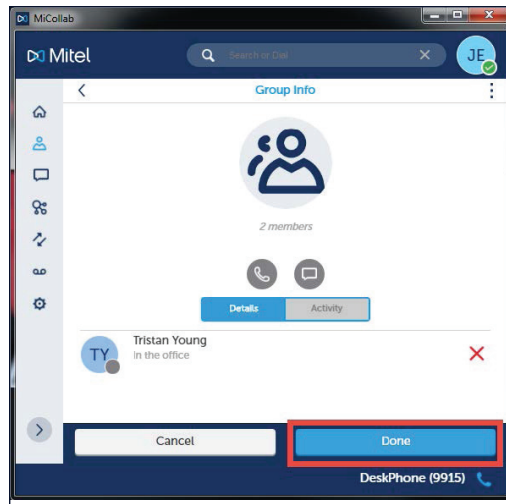 MiCollab
Mitel
Search or Dial
JE
Group Info
2 members
Details
Activity
TY
Tristan Young
In the office
Cancel
Done
DeskPhone (9915)